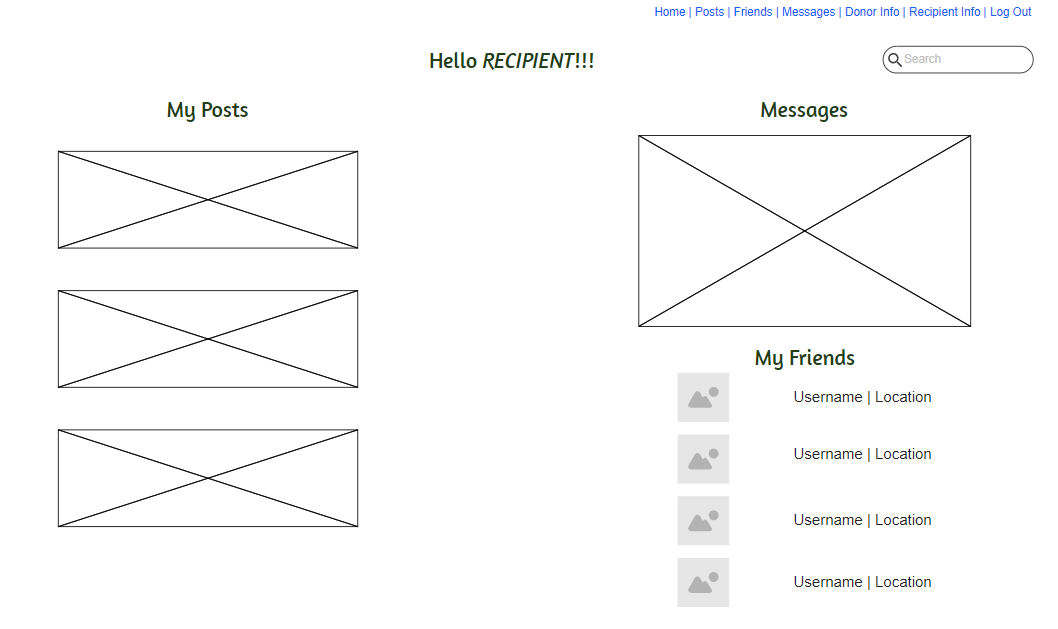 Home | Posts | Friends | Messages | Donor Info | Recipient Info | Log Out
Hello RECIPIENT!!!
Search
My Posts
Messages
My Friends
Username | Location
Username | Location
Username | Location
Username | Location